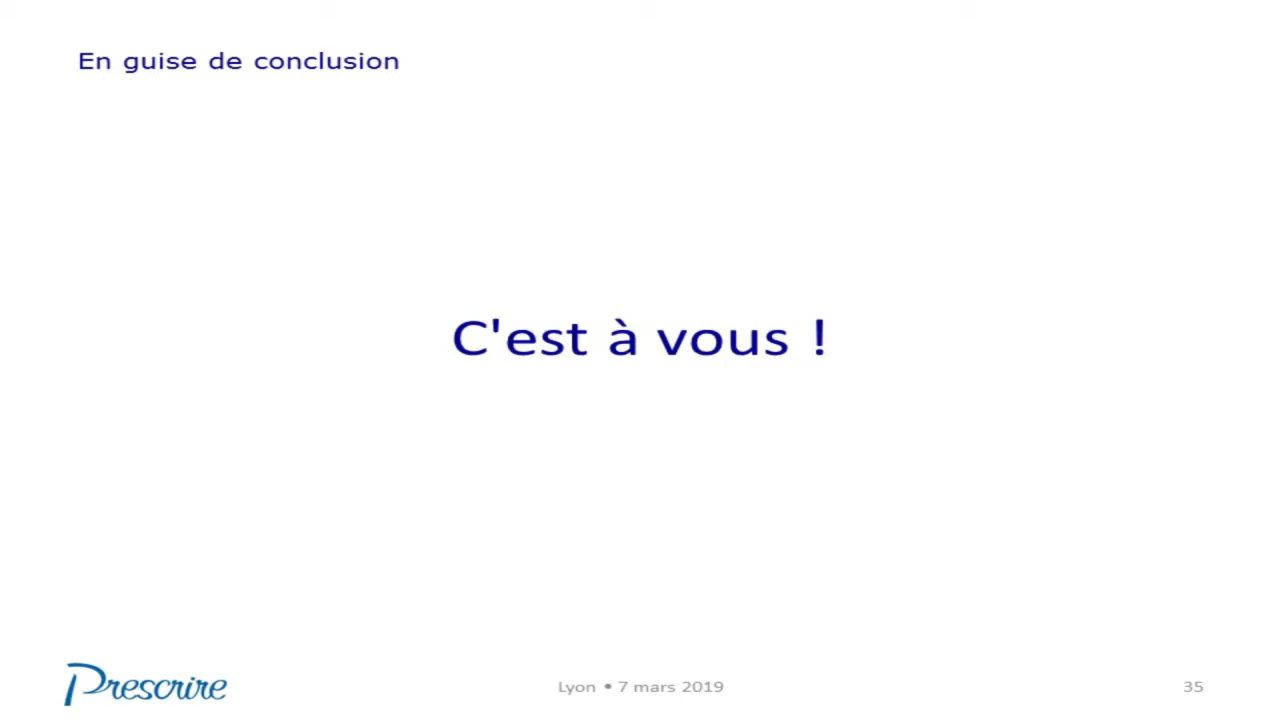 En guise de conclusion
C'est à vous !
Prescrire
Lyon • 7 mars 2019
35